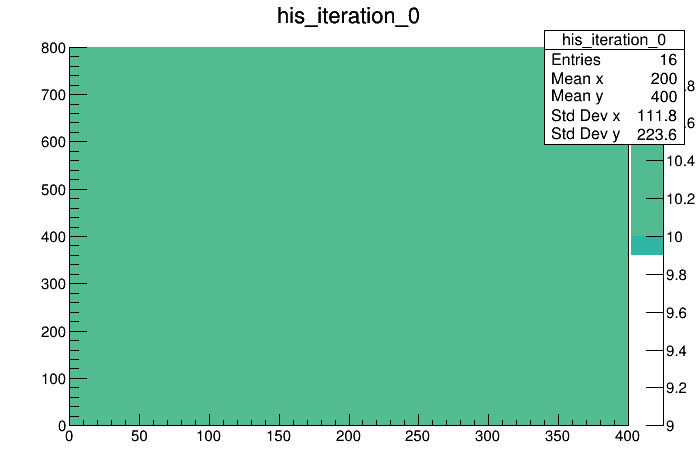 his_iteration_0
his_iteration_0
Entries 16
Mean x 200
Mean y 400
Std Dev x 111.8
Std Dev y 223.6
800
700
600
500
400
300
200
100
0
0 50 100 150 200 250 300 350 400
.8
.6
10.4
10.2
10
9.8
9.6
9.4
9.2
9